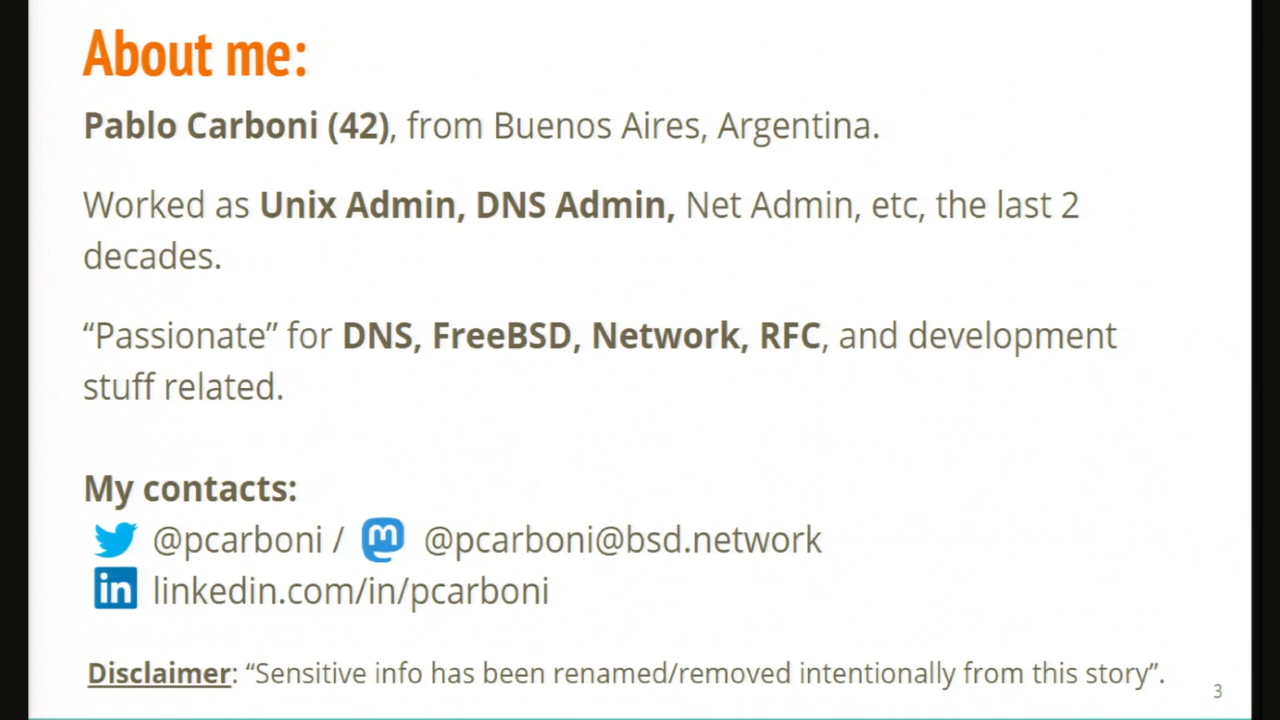 About me:
Pablo Carboni (42), from Buenos Aires, Argentina.
Worked as Unix Admin, DNS Admin, Net Admin, etc, the last 2
decades.
“Passionate” for DNS, FreeBSD, Network, RFC, and development
stuff related.
My contacts:
@pcarboni / @pcarboni@bsd.network
linkedin.com/in/pcarboni
Disclaimer: “Sensitive info has been renamed/removed intentionally from this story”.
3